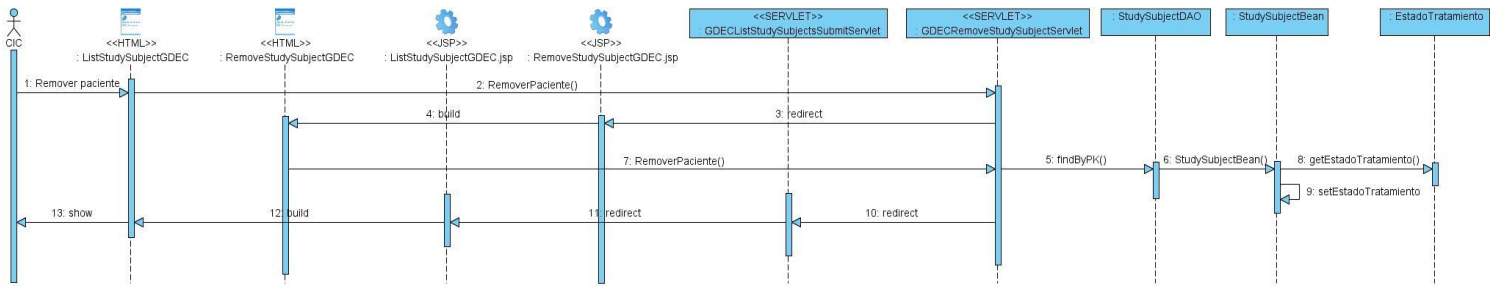 CIC
<<HTML>>
: ListStudySubjectGDEC
<<HTML>>
: RemoveStudySubjectGDEC
<<JSP>>
: ListStudySubjectGDEC.jsp
<<JSP>>
: RemoveStudySubjectGDEC.jsp
<<SERVLET>>
: GDECListStudySubjectsSubmitServlet
<<SERVLET>>
: GDECRemoveStudySubjectServlet
: StudySubjectDAO
: StudySubjectBean
: EstadoTratamiento
1: Remover paciente
2: RemoverPaciente()
4: build
3: redirect
7: RemoverPaciente()
5: findByPK()
6: StudySubjectBean()
8: getEstadoTratamiento()
9: setEstadoTratamiento
13: show
12: build
11: redirect
10: redirect